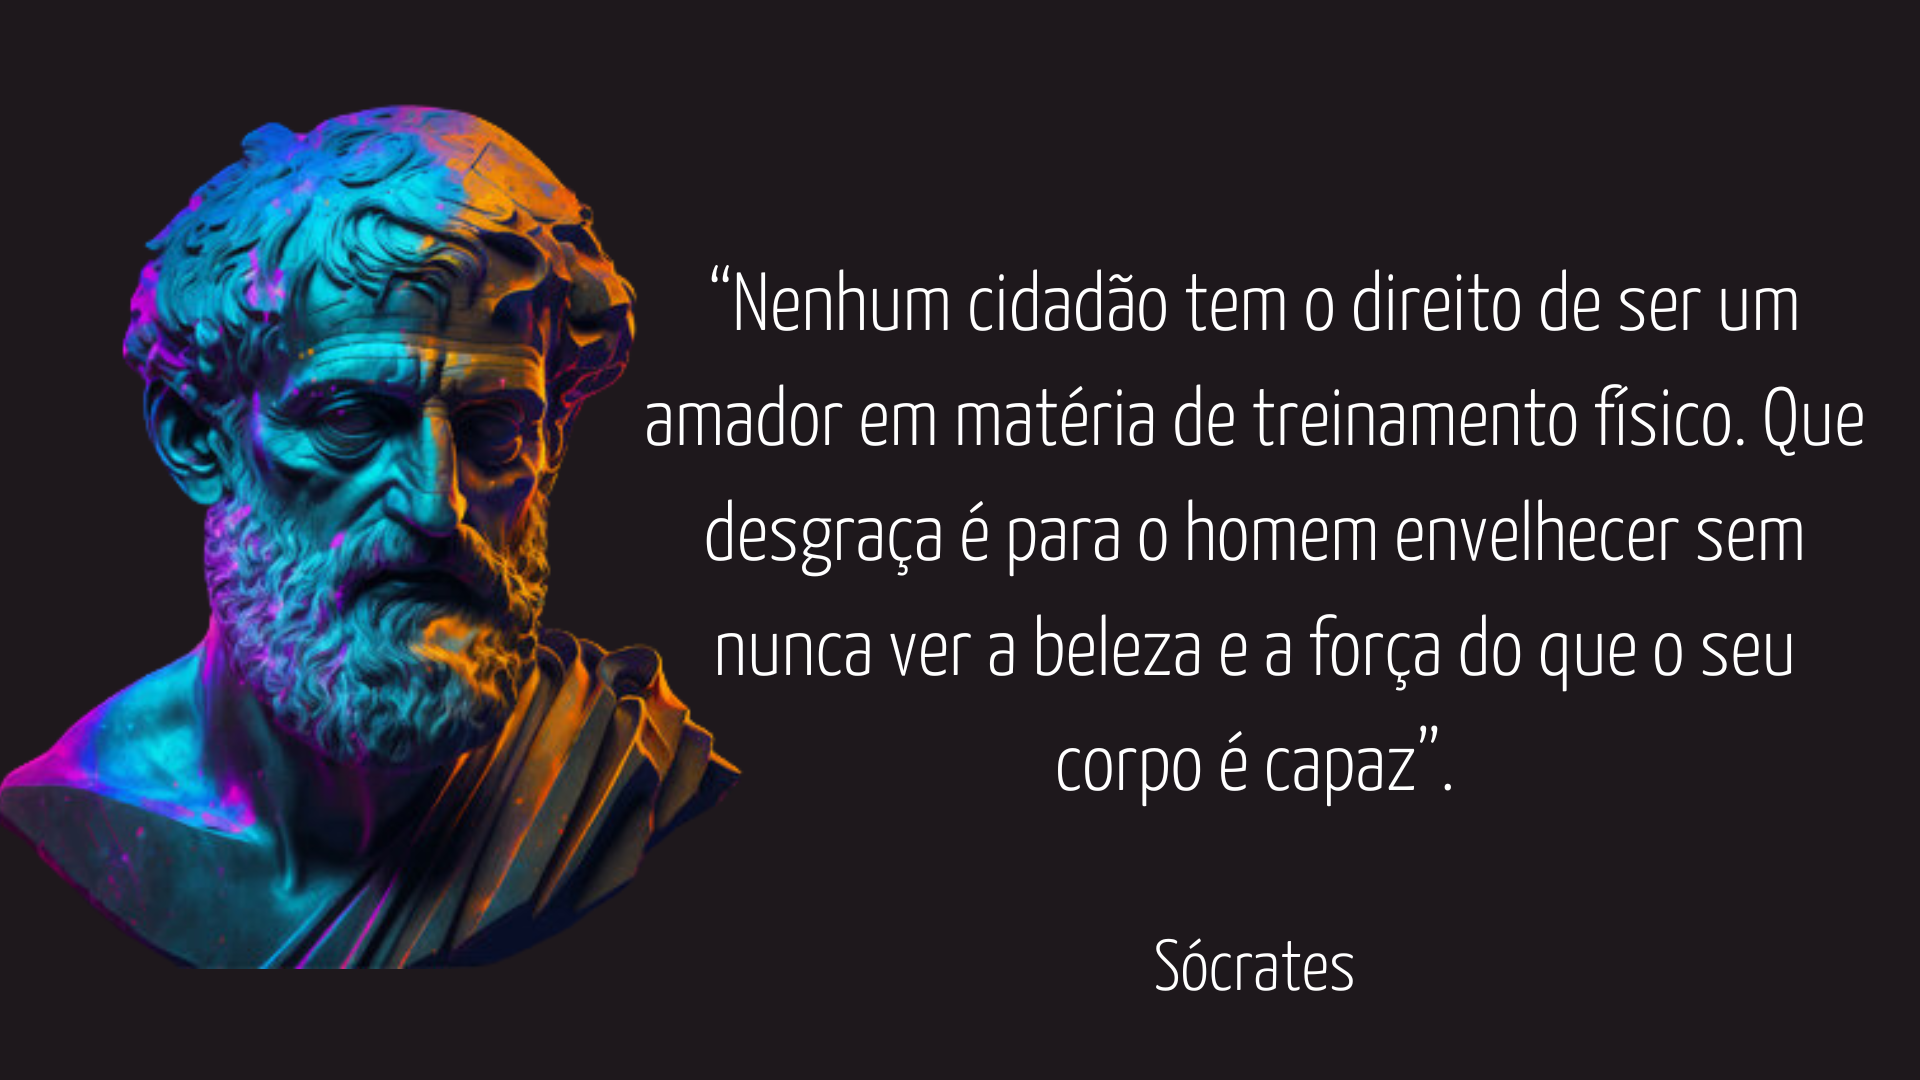 “Nenhum cidadão tem o direito de ser um
amador em matéria de treinamento físico. Que
desgraça é para o homem envelhecer sem
nunca ver a beleza e a força do que o seu
corpo é capaz”.
Sócrates